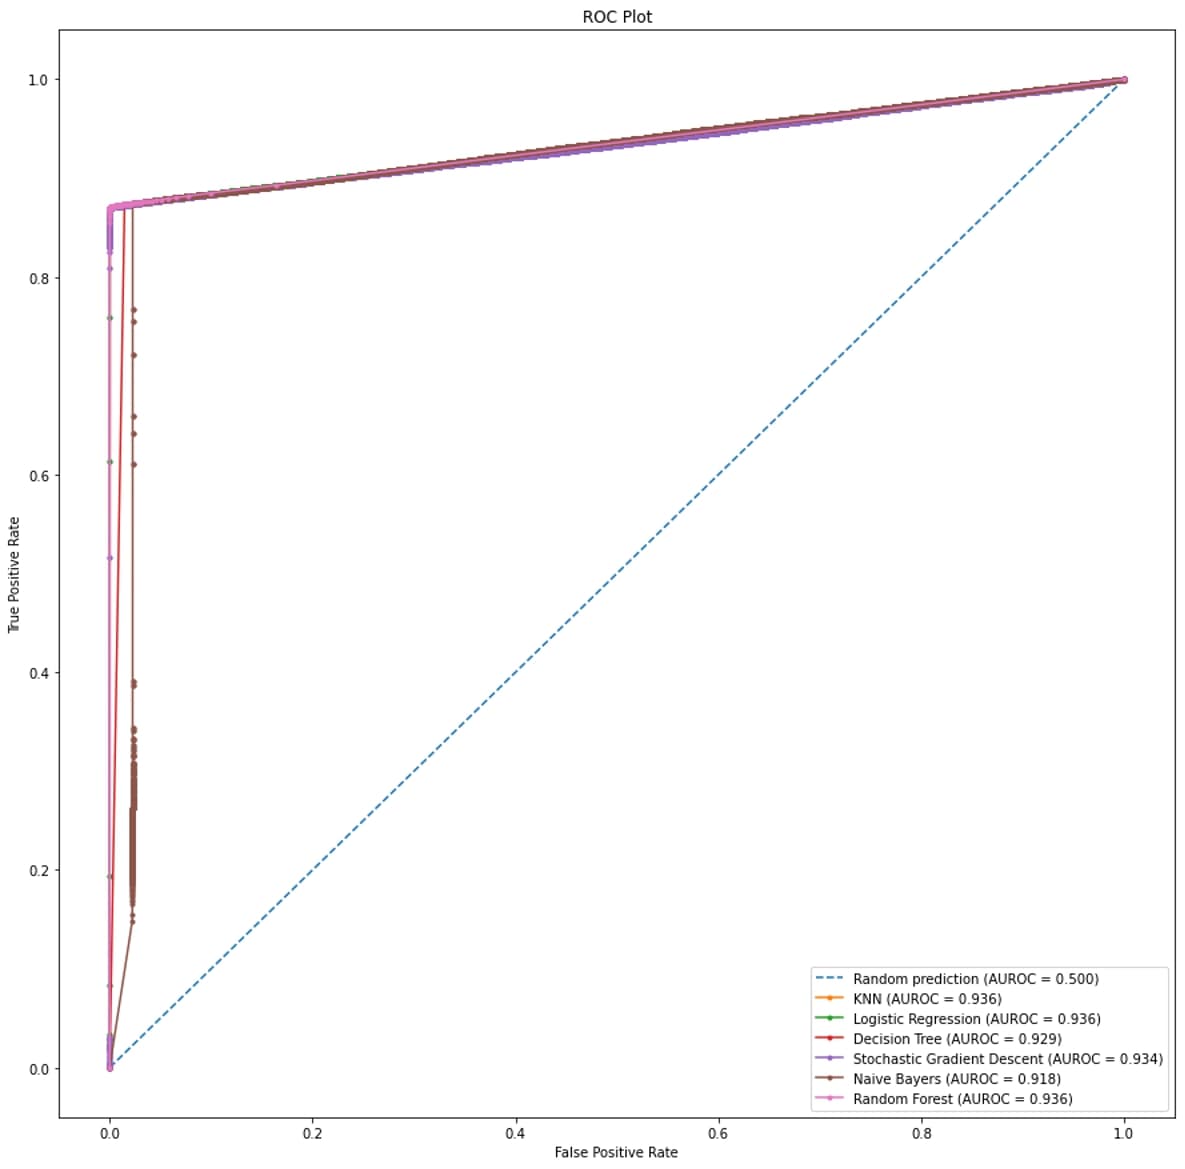 ROC Plot
1.0
0.8
0.6
0.4
0.2
0.0
True Positive Rate
0.0 0.2 0.4 0.6 0.8 1.0
False Positive Rate
Random prediction (AUROC = 0.500)
KNN (AUROC = 0.936)
Logistic Regression (AUROC = 0.936)
Decision Tree (AUROC = 0.929)
Stochastic Gradient Descent (AUROC = 0.934)
Naive Bayers (AUROC = 0.918)
Random Forest (AUROC = 0.936)